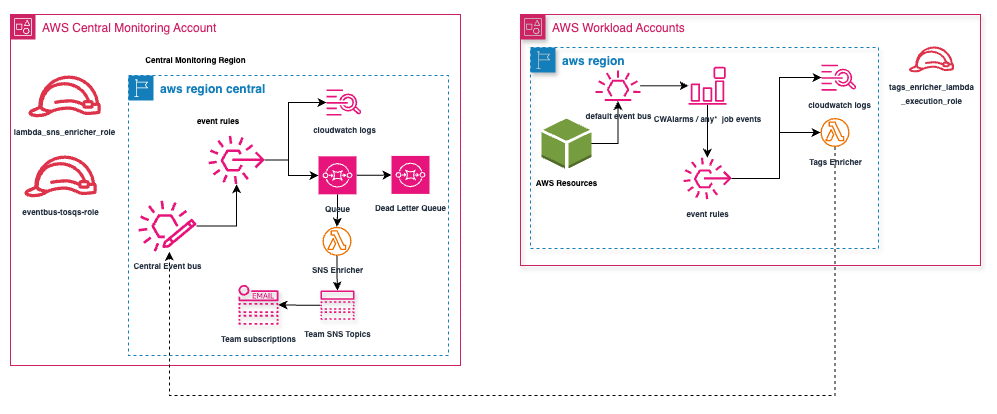 AWS Central Monitoring Account
Central Monitoring Region
aws region central
lambda_sns_enricher_role
eventbus-tosqs-role
event rules
cloudwatch logs
Queue
Dead Letter Queue
Central Event bus
SNS Enricher
EMAIL
Team subscriptions
Team SNS Topics
AWS Workload Accounts
aws region
default event bus
CWAlarms / any* job events
cloudwatch logs
tags_enricher_lambda
_execution_role
AWS Resources
Tags Enricher
event rules